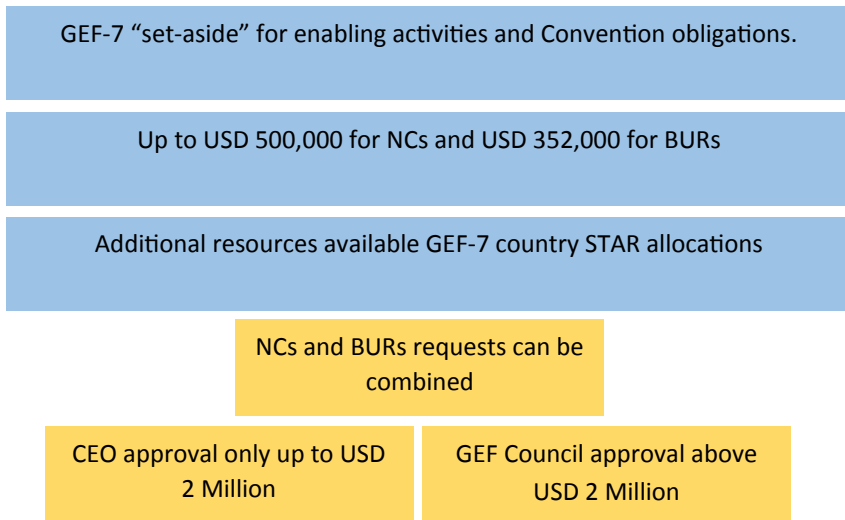 GEF-7 “set-aside” for enabling activities and Convention obligations.
Up to USD 500,000 for NCs and USD 352,000 for BURs
Additional resources available GEF-7 country STAR allocations
NCs and BURs requests can be
combined
CEO approval only up to USD
2 Million
GEF Council approval above
USD 2 Million